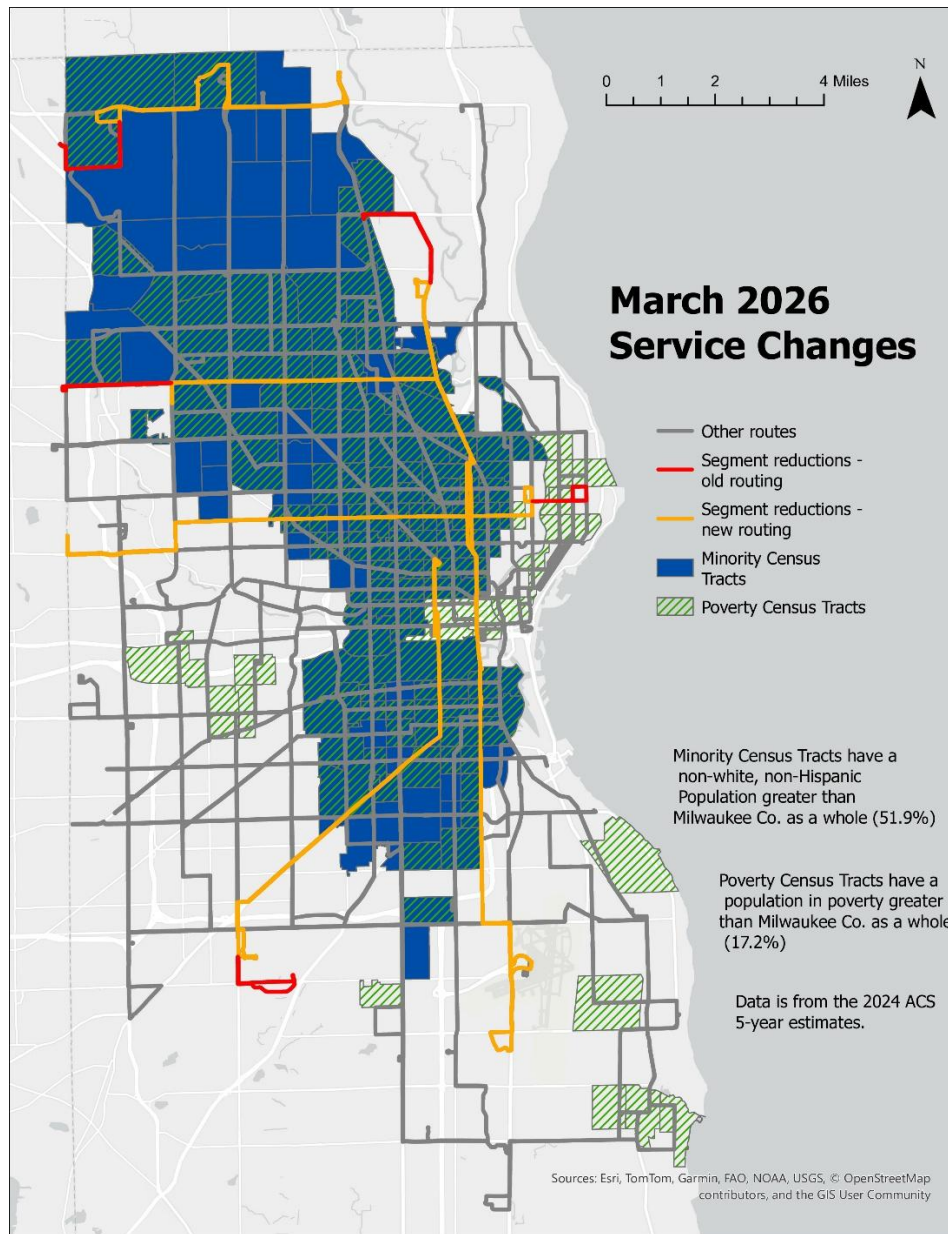 N
0 1 2 4 Miles
March 2026
Service Changes
Other routes
Segment reductions -
old routing
Segment reductions -
new routing
Minority Census
Tracts
Poverty Census Tracts
Minority Census Tracts have a
non-white, non-Hispanic
Population greater than
Milwaukee Co. as a whole (51.9%)
Poverty Census Tracts have a
population in poverty greater
than Milwaukee Co. as a whole
(17.2%)
Data is from the 2024 ACS
5-year estimates.
Sources: Esri, TomTom, Garmin, FAO, NOAA, USGS, © OpenStreetMap
contributors, and the GIS User Community